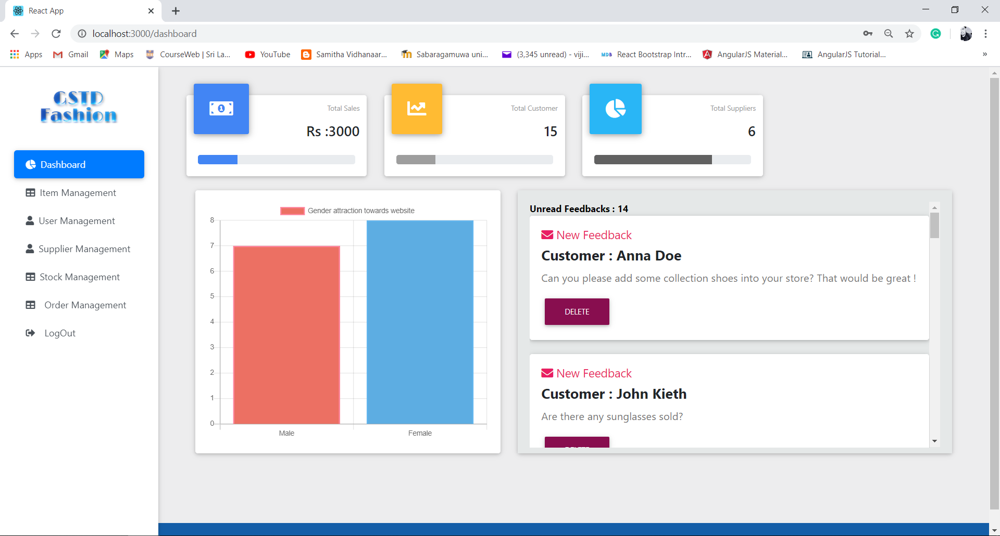 React App
localhost:3000/dashboard
Apps
Gmail
Maps
CourseWeb | Sri La...
YouTube
Samitha Vidhanaar...
Sabaragamuwa uni...
(3,345 unread) - viji...
MDB
React Bootstrap Intr...
AngularJS Material...
AngularJS Tutorial...
»
GSTD
Fashion
Dashboard
Item Management
User Management
Supplier Management
Stock Management
Order Management
LogOut
Total Sales
Rs :3000
Total Customer
15
Total Suppliers
6
Gender attraction towards website
8
7
6
5
4
3
2
1
0
Male
Female
Unread Feedbacks : 14
New Feedback
Customer : Anna Doe
Can you please add some collection shoes into your store? That would be great !
DELETE
New Feedback
Customer : John Kieth
Are there any sunglasses sold?